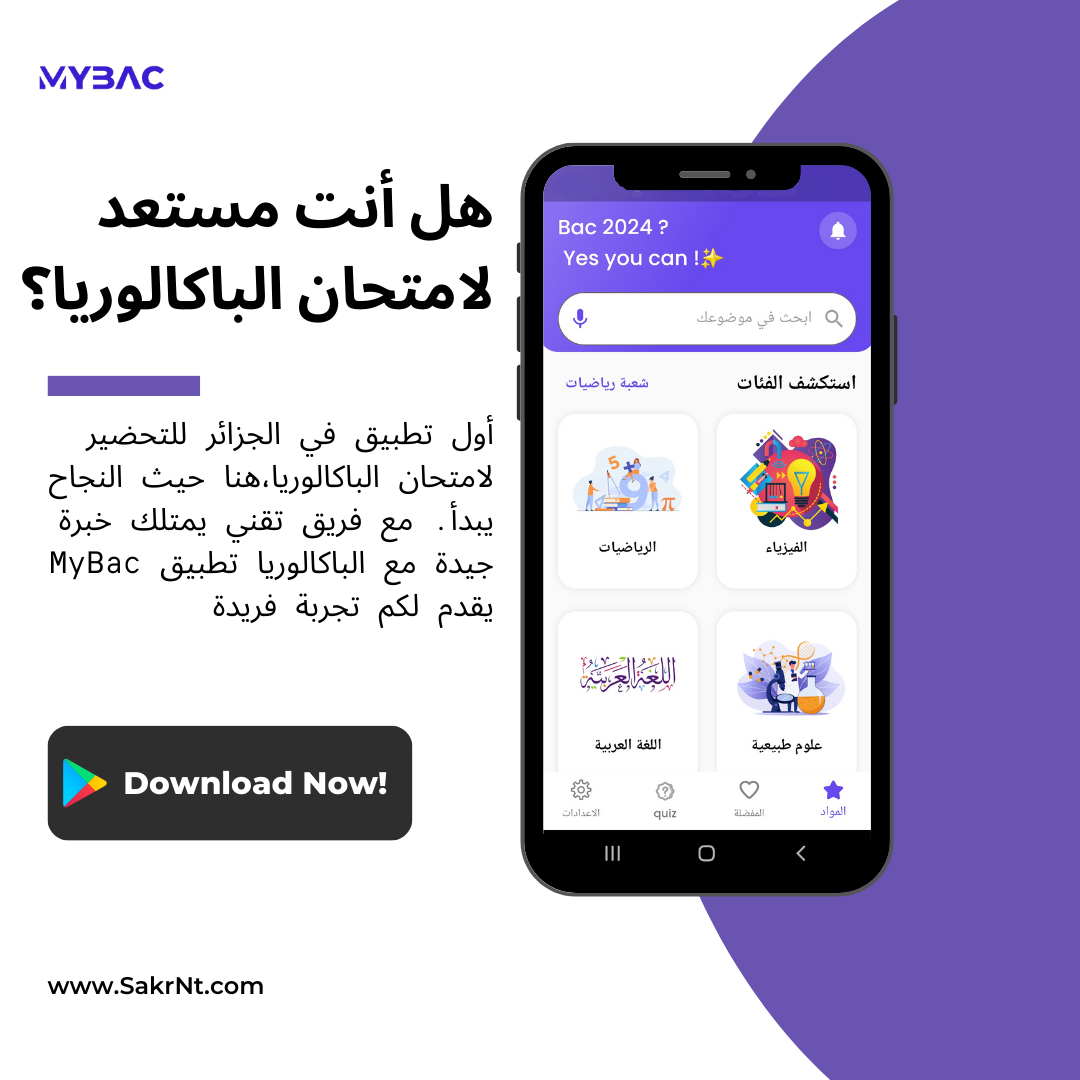 MYBAC
هل أنت مستعد
لامتحان الباكالوريا؟
أول تطبيق في الجزائر للتحضير
لامتحان الباكالوريا،هنا حيث النجاح
يبدأ. مع فريق تقني يمتلك خبرة
جيدة مع الباكالوريا تطبيق MyBac
يقدم لكم تجربة فريدة
Download Now!
www.SakrNt.com
Bac 2024 ?
Yes you can !✨
ابحث في موضوعك
استكشف الفئات
شعبة رياضيات
5
+
9
4
π
الفيزياء
الرياضيات
اللغة العربية
علوم طبيعية
اللغة العربية
المواد
المفضلة
quiz
الاعدادات